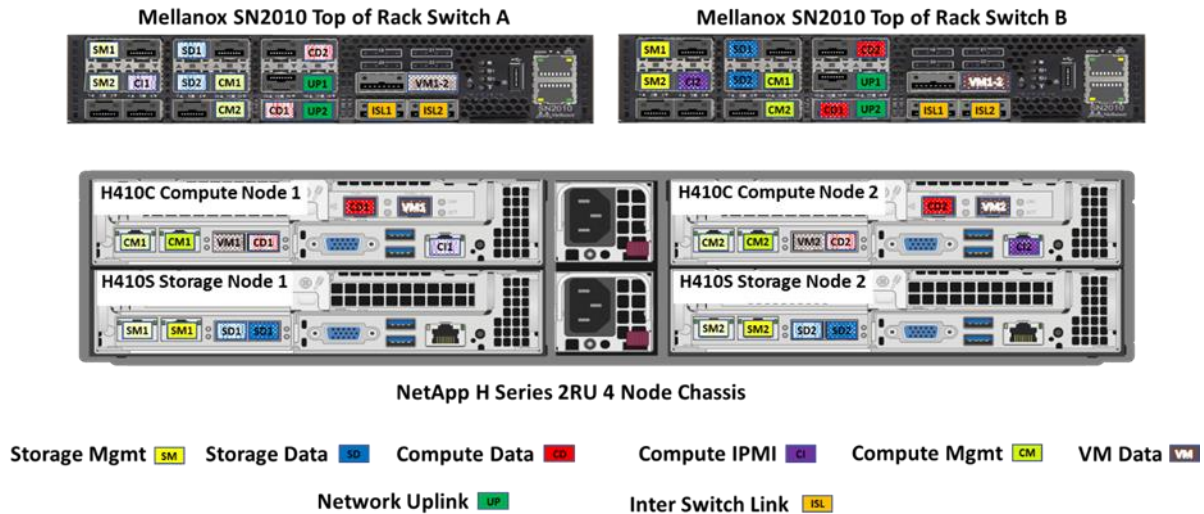 Mellanox SN2010 Top of Rack Switch A
Mellanox SN2010 Top of Rack Switch B
SM1 SD1 CD2
SM2 CI1 SD2 CM1 UP1 VM1-2
CM2 CD1 UP2 ISL1 ISL2
SN2010
SM1 SD1 CD2
SM2 CI2 SD2 CM1 UP1 VM1-2
CM2 CD1 UP2 ISL1 ISL2
SN2010
H410C Compute Node 1
CD1 VM1
CM1 CM1 VM1 CD1 CI1
H410C Compute Node 2
CD2 VM2
CM2 CM2 VM2 CD2 CI2
H410S Storage Node 1
SM1 SM1 SD1 SD1
H410S Storage Node 2
SM2 SM2 SD2 SD2
NetApp H Series 2RU 4 Node Chassis
Storage Mgmt SM Storage Data SD Compute Data CD Compute IPMI CI Compute Mgmt CM VM Data VM
Network Uplink UP Inter Switch Link ISL